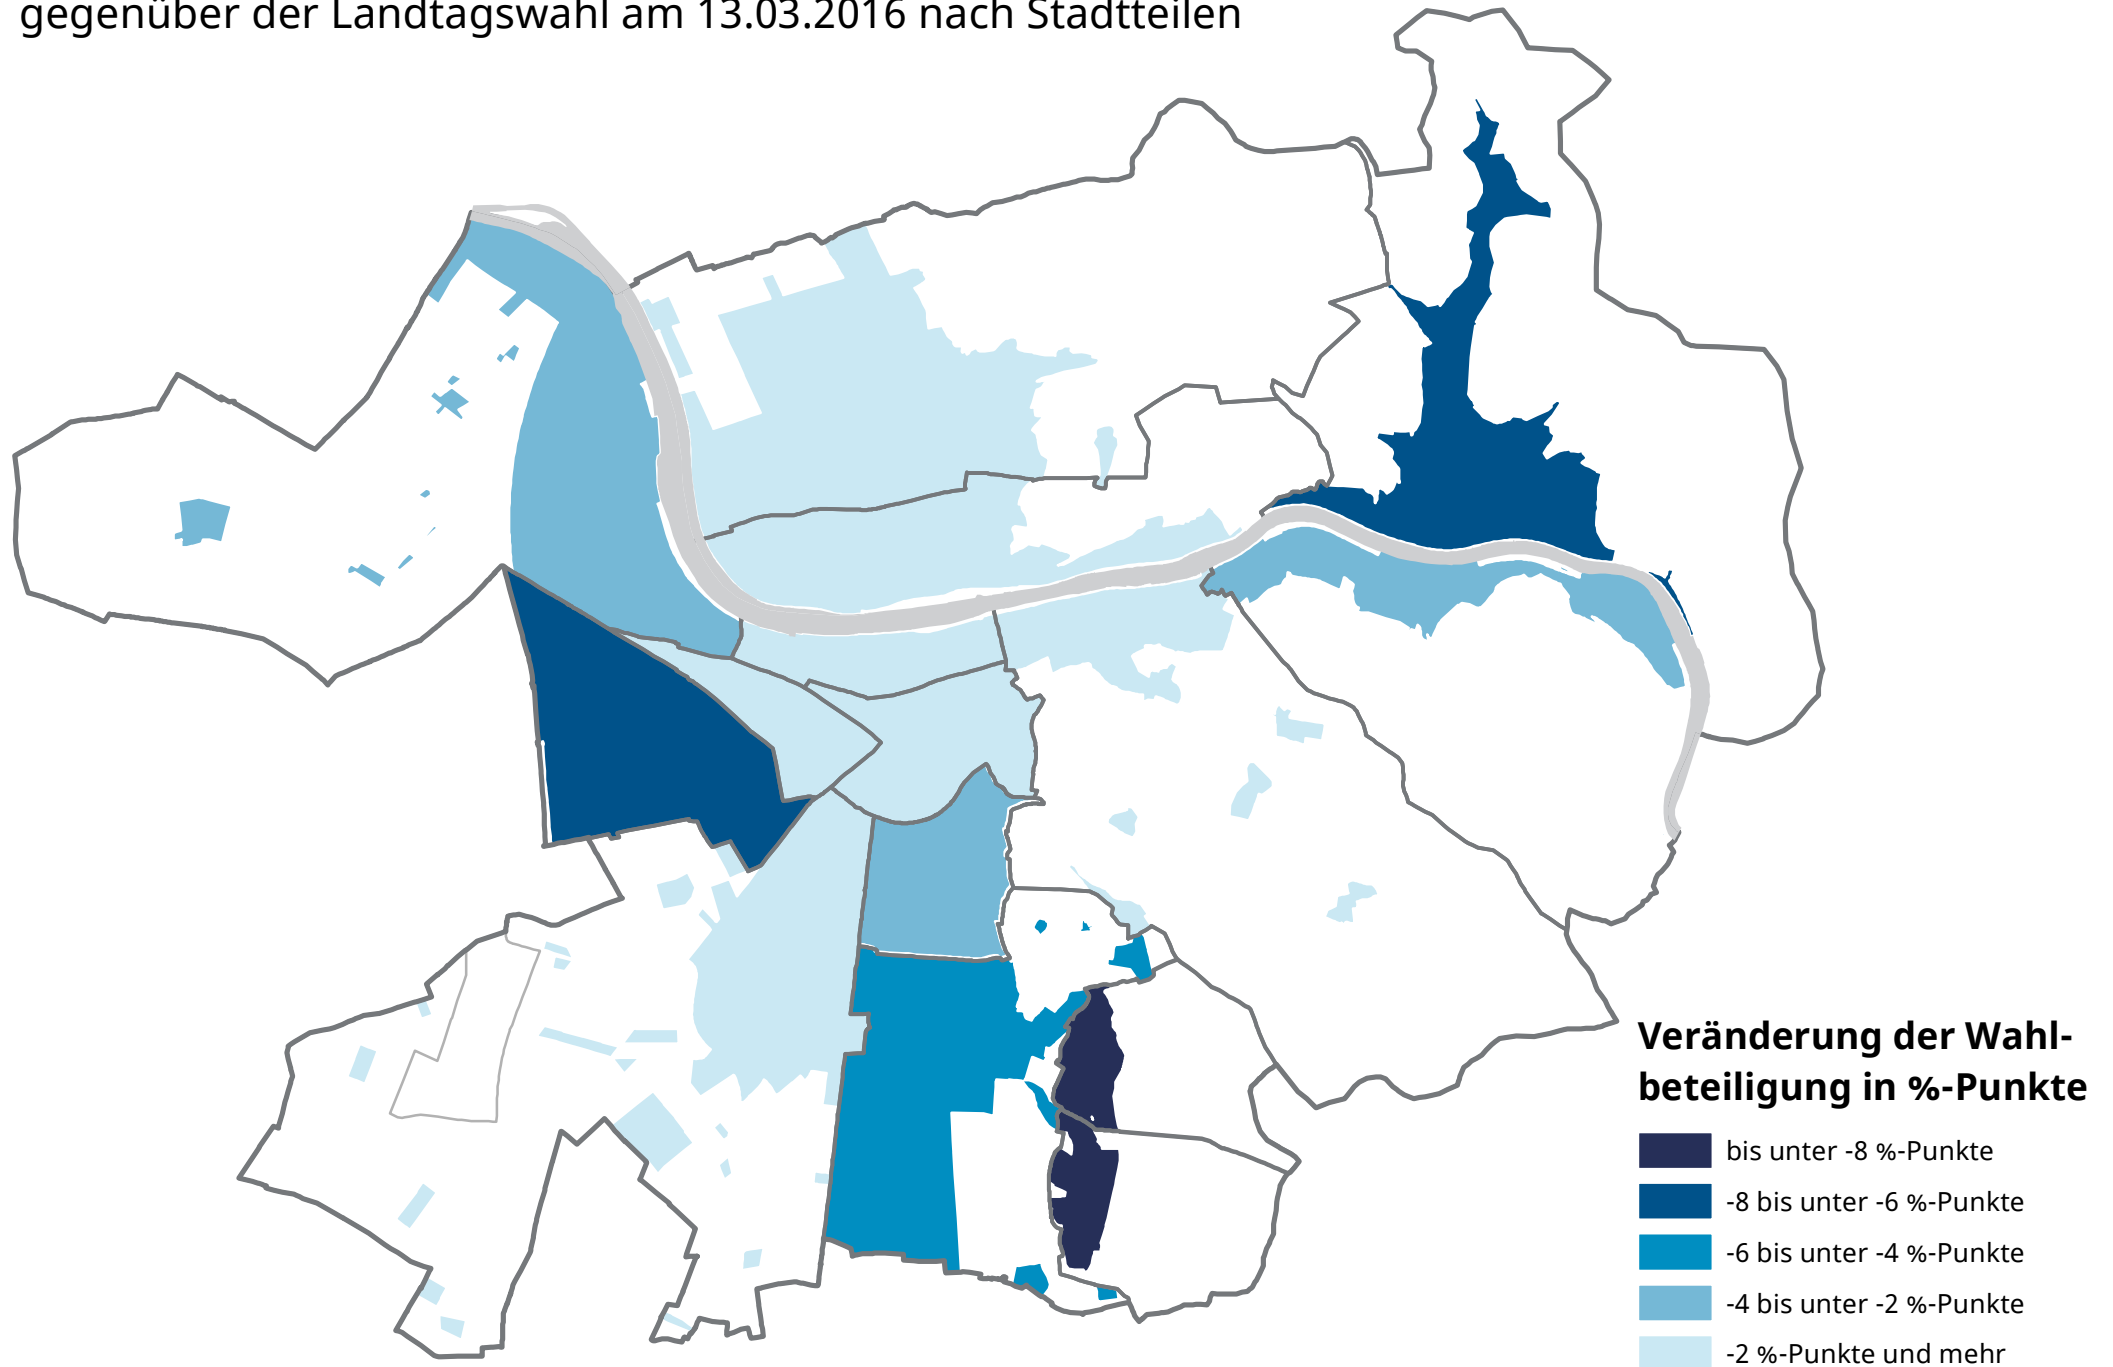 gegenüber der Landtagswahl am 13.03.2016 nach Stadtteilen
Veränderung der Wahl-
beteiligung in %-Punkte
bis unter -8 %-Punkte
-8 bis unter -6 %-Punkte
-6 bis unter -4 %-Punkte
-4 bis unter -2 %-Punkte
-2 %-Punkte und mehr